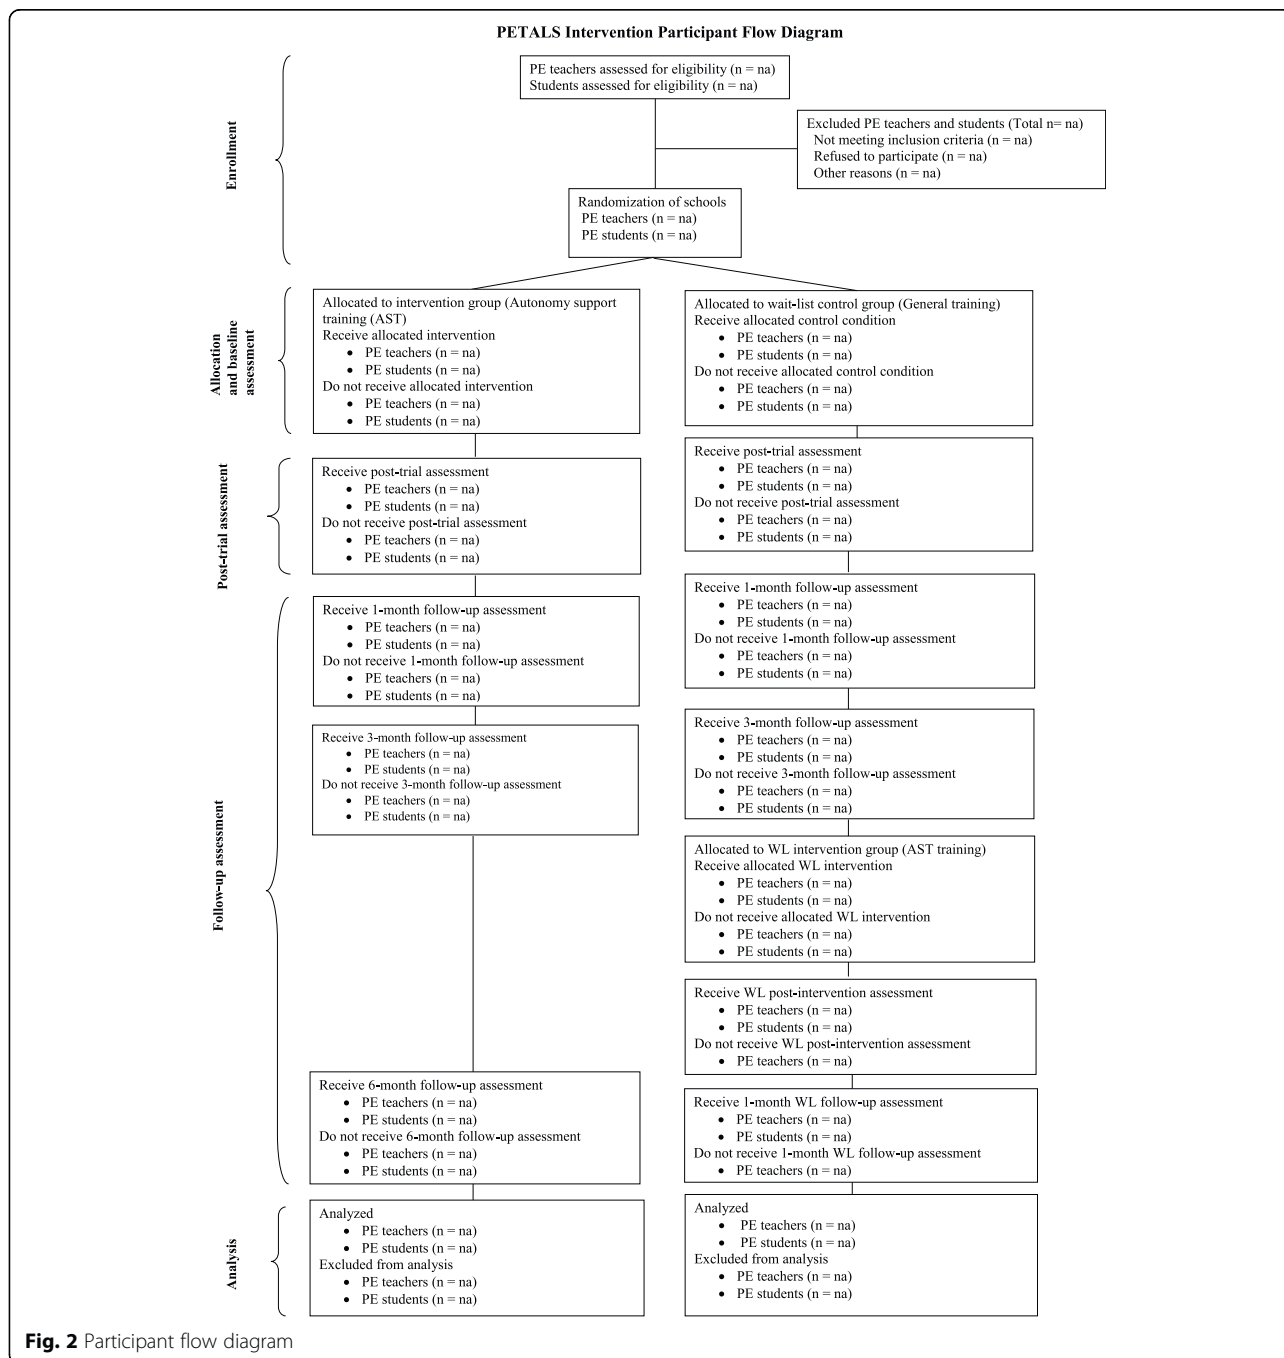 PETALS Intervention Participant Flow Diagram
Enrollment
PE teachers assessed for eligibility (n = na)
Students assessed for eligibility (n = na)
Excluded PE teachers and students (Total n= na)
Not meeting inclusion criteria (n = na)
Refused to participate (n = na)
Other reasons (n = na)
Randomization of schools
PE teachers (n = na)
PE students (n = na)
Allocation
and baseline
assessment
Allocated to intervention group (Autonomy support
training (AST)
Receive allocated intervention
• PE teachers (n = na)
• PE students (n = na)
Do not receive allocated intervention
• PE teachers (n = na)
• PE students (n = na)
Allocated to wait-list control group (General training)
Receive allocated control condition
• PE teachers (n = na)
• PE students (n = na)
Do not receive allocated control condition
• PE teachers (n = na)
• PE students (n = na)
Post-trial assessment
Receive post-trial assessment
• PE teachers (n = na)
• PE students (n = na)
Do not receive post-trial assessment
• PE teachers (n = na)
• PE students (n = na)
Receive post-trial assessment
• PE teachers (n = na)
• PE students (n = na)
Do not receive post-trial assessment
• PE teachers (n = na)
• PE students (n = na)
Follow-up assessment
Receive 1-month follow-up assessment
• PE teachers (n = na)
• PE students (n = na)
Do not receive 1-month follow-up assessment
• PE teachers (n = na)
• PE students (n = na)
Receive 1-month follow-up assessment
• PE teachers (n = na)
• PE students (n = na)
Do not receive 1-month follow-up assessment
• PE teachers (n = na)
• PE students (n = na)
Receive 3-month follow-up assessment
• PE teachers (n = na)
• PE students (n = na)
Do not receive 3-month follow-up assessment
• PE teachers (n = na)
• PE students (n = na)
Receive 3-month follow-up assessment
• PE teachers (n = na)
• PE students (n = na)
Do not receive 3-month follow-up assessment
• PE teachers (n = na)
• PE students (n = na)
Allocated to WL intervention group (AST training)
Receive allocated WL intervention
• PE teachers (n = na)
• PE students (n = na)
Do not receive allocated WL intervention
• PE teachers (n = na)
• PE students (n = na)
Receive WL post-intervention assessment
• PE teachers (n = na)
• PE students (n = na)
Do not receive WL post-intervention assessment
• PE teachers (n = na)
Receive 6-month follow-up assessment
• PE teachers (n = na)
• PE students (n = na)
Do not receive 6-month follow-up assessment
• PE teachers (n = na)
• PE students (n = na)
Receive 1-month WL follow-up assessment
• PE teachers (n = na)
• PE students (n = na)
Do not receive 1-month WL follow-up assessment
• PE teachers (n = na)
Analysis
Analyzed
• PE teachers (n = na)
• PE students (n = na)
Excluded from analysis
• PE teachers (n = na)
• PE students (n = na)
Analyzed
• PE teachers (n = na)
• PE students (n = na)
Excluded from analysis
• PE teachers (n = na)
• PE students (n = na)
Fig. 2 Participant flow diagram